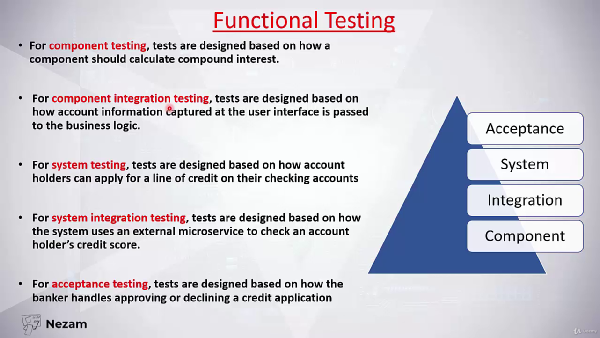 Functional Testing
• For component testing, tests are designed based on how a
component should calculate compound interest.
• For component integration testing, tests are designed based on
how account information captured at the user interface is passed
to the business logic.
• For system testing, tests are designed based on how account
holders can apply for a line of credit on their checking accounts
• For system integration testing, tests are designed based on how
the system uses an external microservice to check an account
holder's credit score.
• For acceptance testing, tests are designed based on how the
banker handles approving or declining a credit application
Acceptance
System
Integration
Component
Nezam